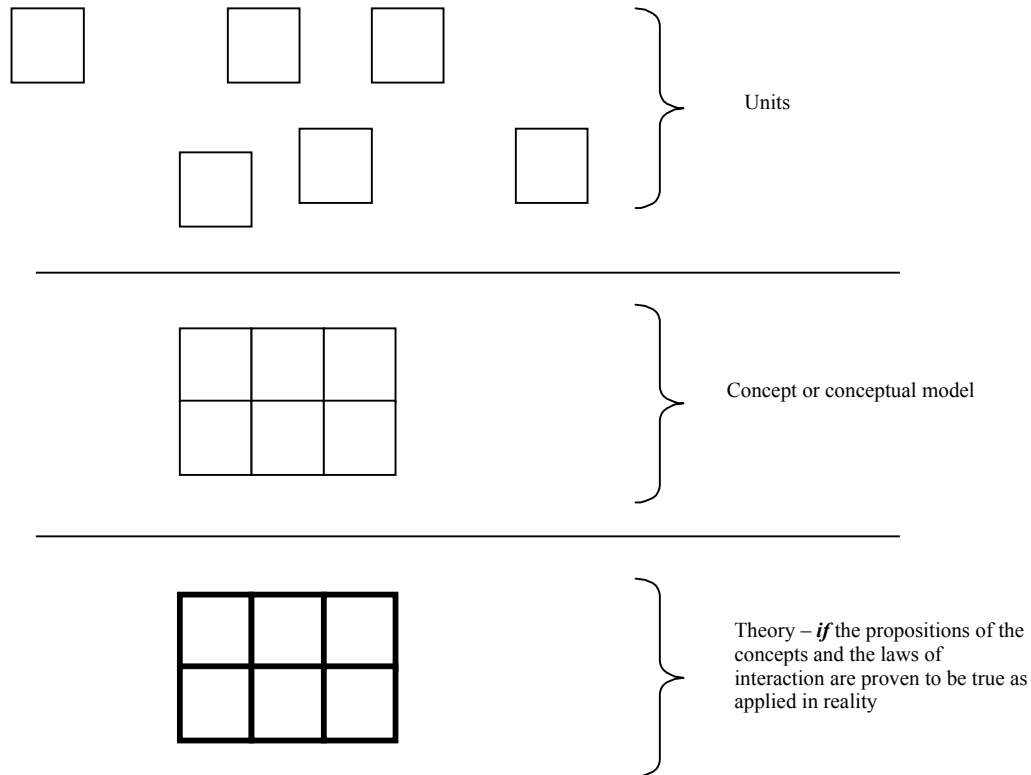 Units
Concept or conceptual model
Theory – if the propositions of the
concepts and the laws of
interaction are proven to be true as
applied in reality